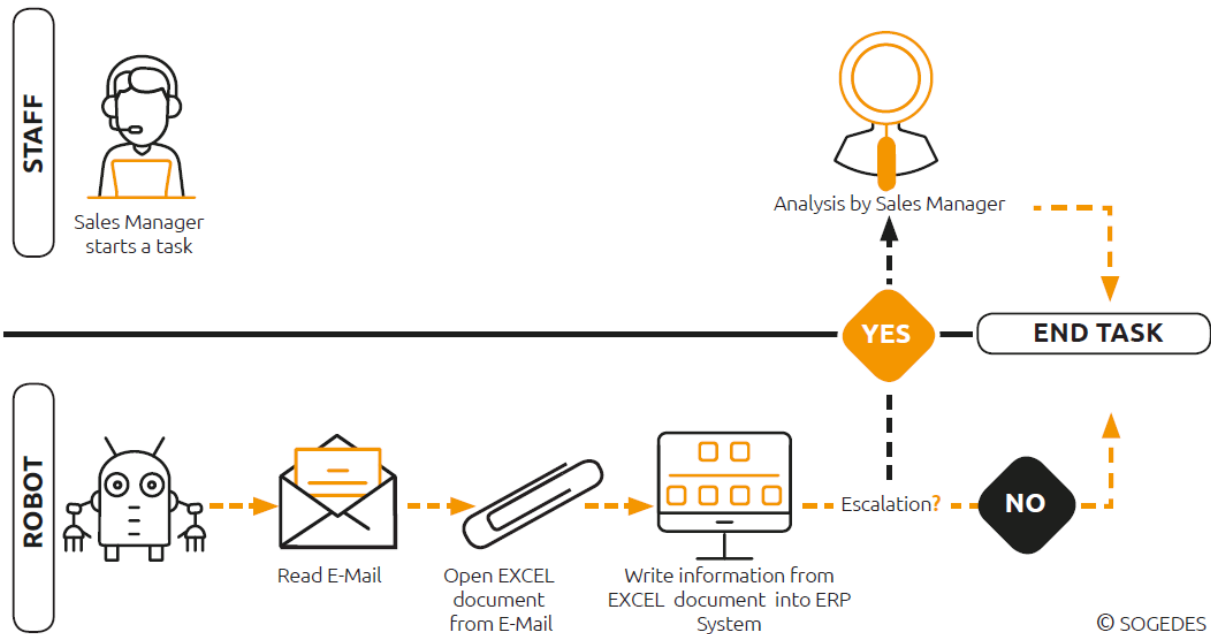 STAFF
Sales Manager
starts a task
Analysis by Sales Manager
YES
END TASK
ROBOT
Escalation?
NO
Read E-Mail
Open EXCEL
document
from E-Mail
Write information from
EXCEL document into ERP
System
© SOGEDES